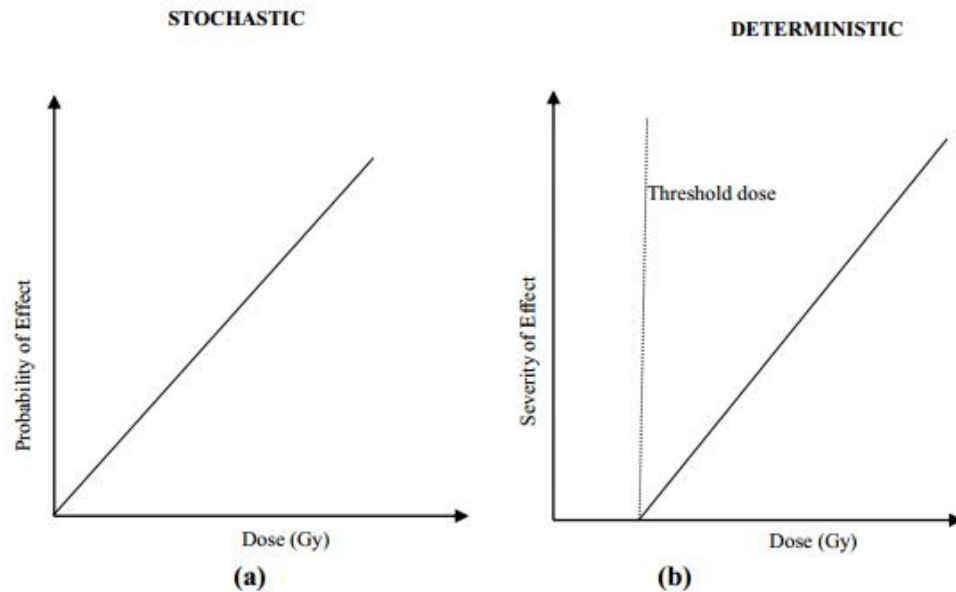 STOCHASTIC
DETERMINISTIC
Probability of Effect
Dose (Gy)
(a)
Threshold dose
Severity of Effect
Dose (Gy)
(b)